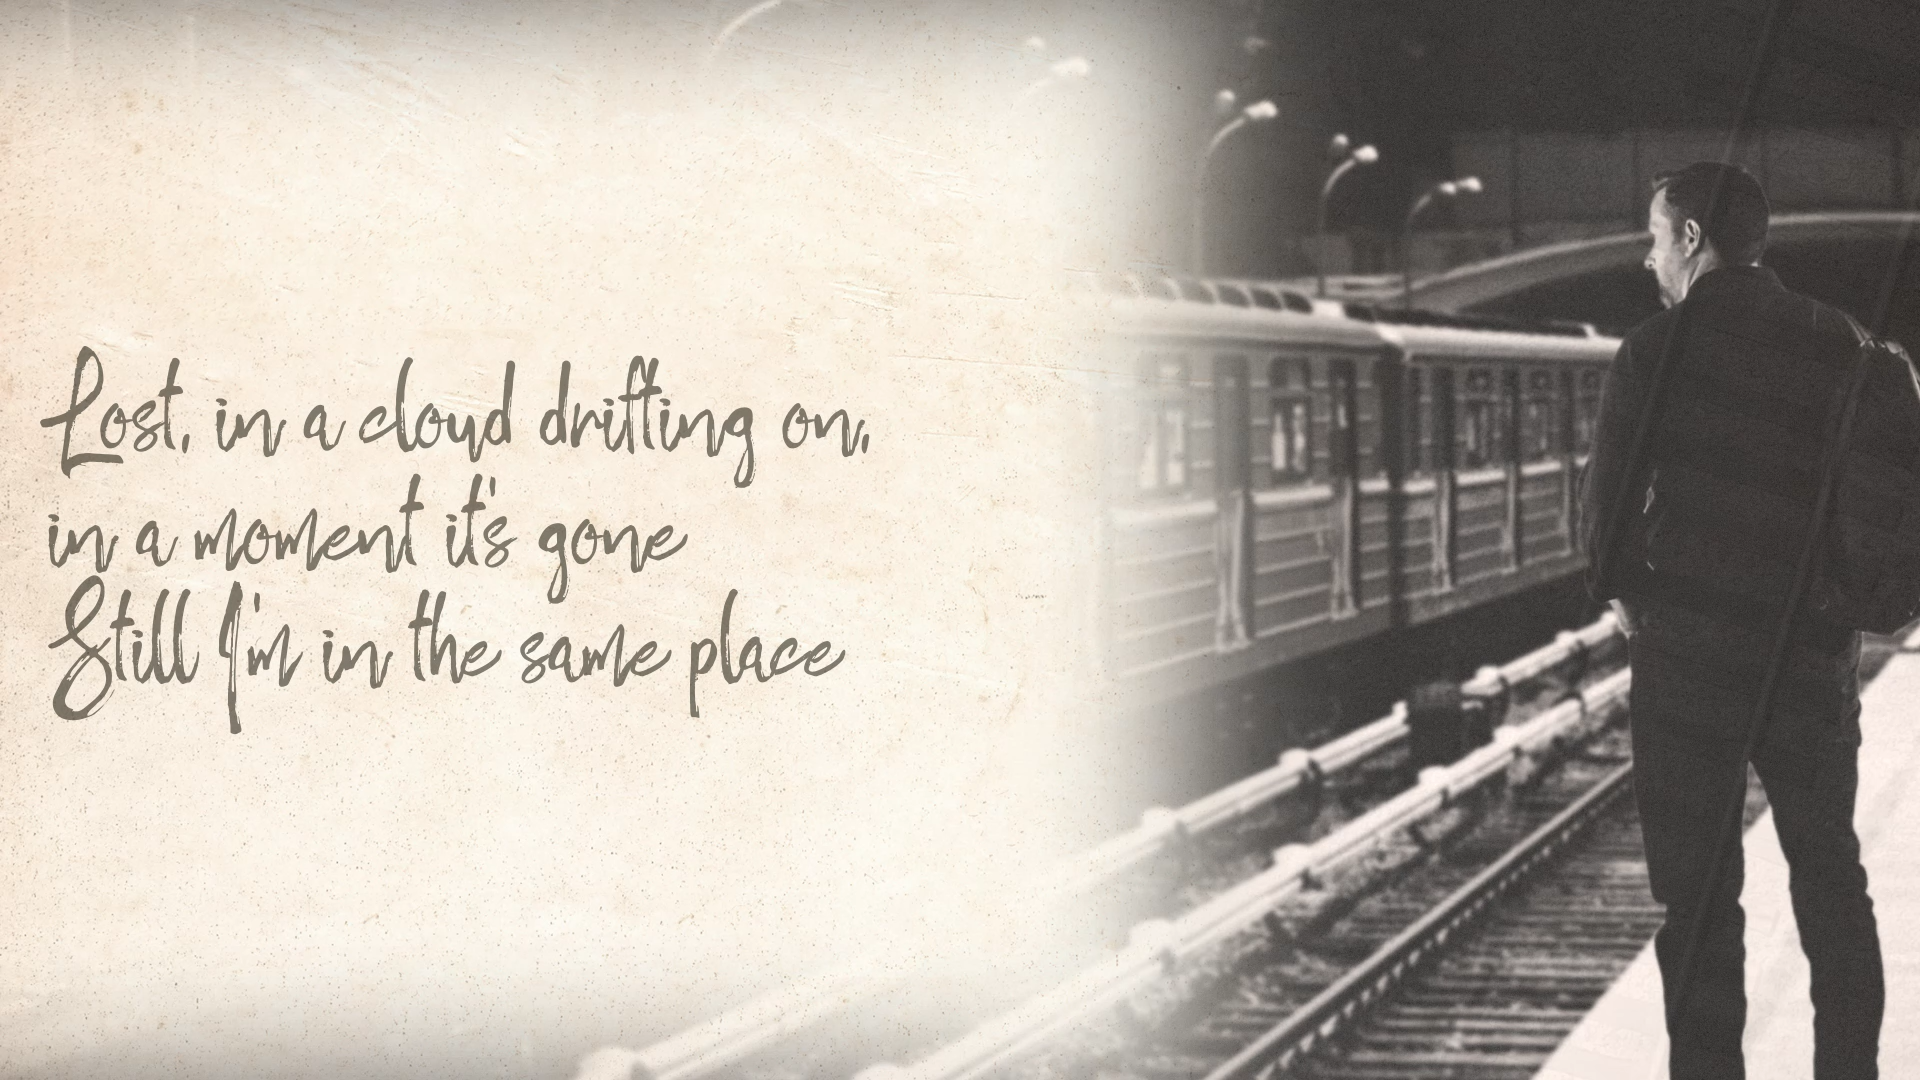 Lost, in a cloud drifting on,
in a moment it's gone
Still I'm in the same place